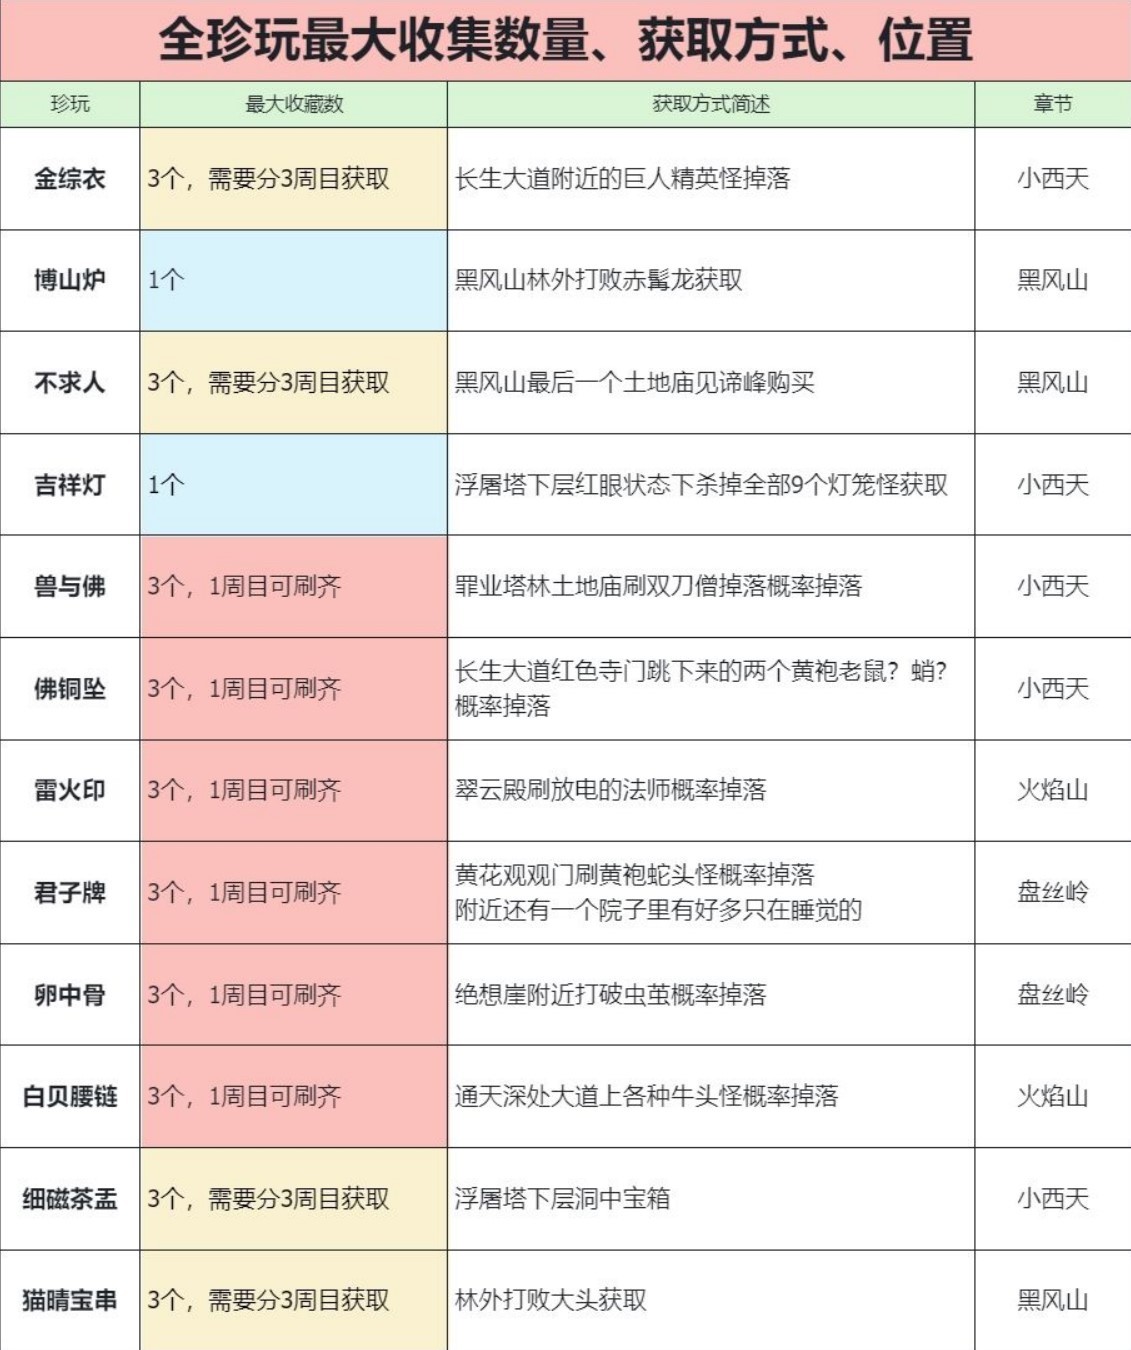 全珍玩最大收集数量、获取方式、位置
珍玩 最大收藏数 获取方式简述 章节
金综衣 3个，需要分3周目获取 长生大道附近的巨人精英怪掉落 小西天
博山炉 1个 黑风山林外打败赤髯龙获取 黑风山
不求人 3个，需要分3周目获取 黑风山最后一个土地庙见谛峰购买 黑风山
吉祥灯 1个 浮屠塔下层红眼状态下杀掉全部9个灯笼怪获取 小西天
兽与佛 3个，1周目可刷齐 罪业塔林土地庙刷双刀僧掉落概率掉落 小西天
佛铜坠 3个，1周目可刷齐 长生大道红色寺门跳下来的两个黄袍老鼠？蛸？
概率掉落 小西天
雷火印 3个，1周目可刷齐 翠云殿刷放电的法师概率掉落 火焰山
君子牌 3个，1周目可刷齐 黄花观观门刷黄袍蛇头怪概率掉落
附近还有一个院子里有好多只在睡觉的 盘丝岭
卵中骨 3个，1周目可刷齐 绝想崖附近打破虫茧概率掉落 盘丝岭
白贝腰链 3个，1周目可刷齐 通天深处大道上各种牛头怪概率掉落 火焰山
细磁茶盂 3个，需要分3周目获取 浮屠塔下层洞中宝箱 小西天
猫晴宝串 3个，需要分3周目获取 林外打败大头获取 黑风山